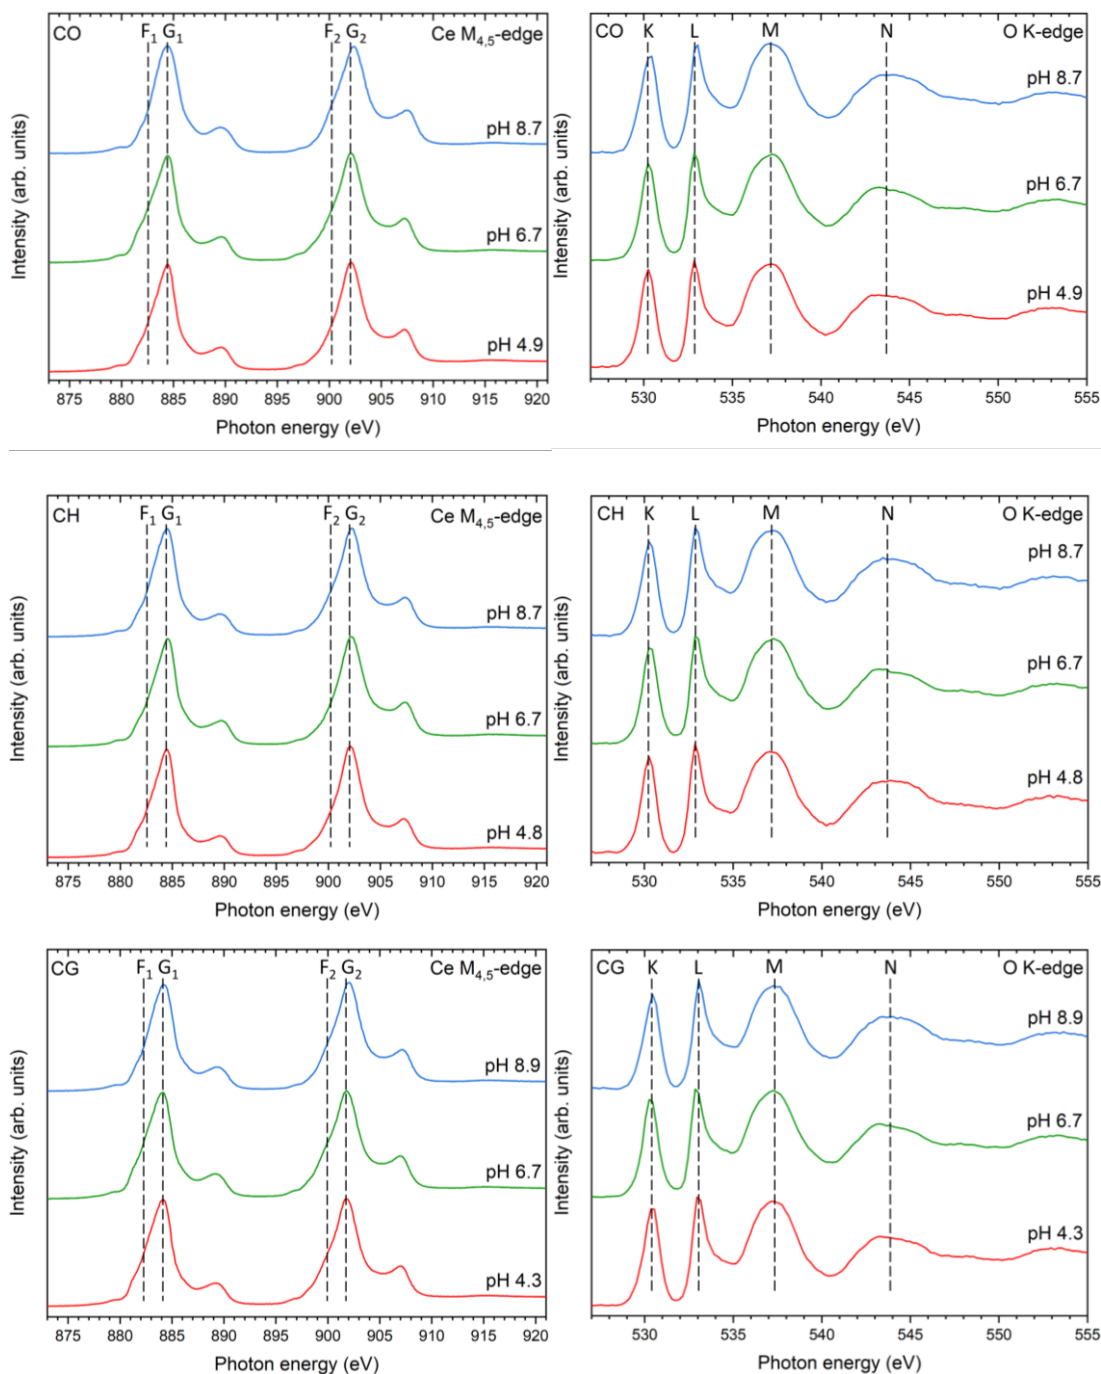 CO F₁ G₁ F₂ G₂ Ce M₄,₅-edge
pH 8.7
pH 6.7
pH 4.9
Intensity (arb. units)
875 880 885 890 895 900 905 910 915 920
Photon energy (eV)
CO K L M N O K-edge
pH 8.7
pH 6.7
pH 4.9
Intensity (arb. units)
530 535 540 545 550 555
Photon energy (eV)
CH F₁ G₁ F₂ G₂ Ce M₄,₅-edge
pH 8.7
pH 6.7
pH 4.8
Intensity (arb. units)
875 880 885 890 895 900 905 910 915 920
Photon energy (eV)
CH K L M N O K-edge
pH 8.7
pH 6.7
pH 4.8
Intensity (arb. units)
530 535 540 545 550 555
Photon energy (eV)
CG F₁ G₁ F₂ G₂ Ce M₄,₅-edge
pH 8.9
pH 6.7
pH 4.3
Intensity (arb. units)
875 880 885 890 895 900 905 910 915 920
Photon energy (eV)
CG K L M N O K-edge
pH 8.9
pH 6.7
pH 4.3
Intensity (arb. units)
530 535 540 545 550 555
Photon energy (eV)